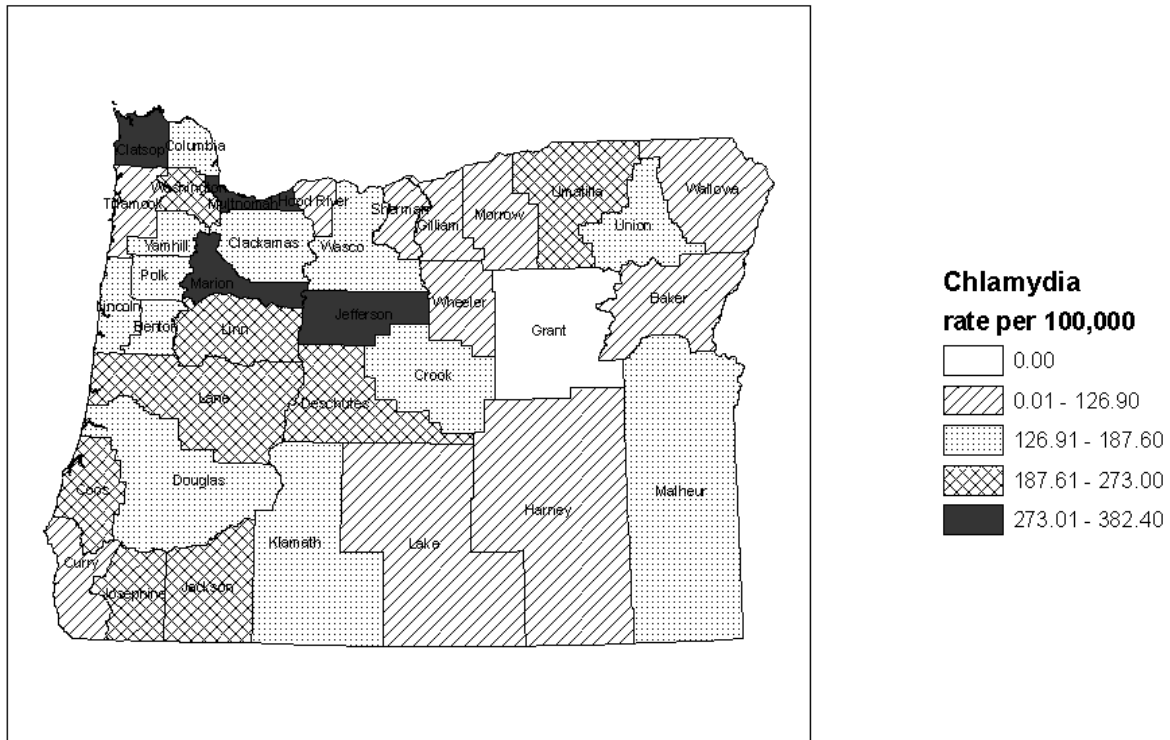 Clatsop
Columbia
Washington
Tillamook
Multnomah
Hood River
Sherman
Gilliam
Morrow
Umatilla
Union
Wallowa
Yamhill
Clackamas
Wasco
Polk
Marion
Lincoln
Benton
Linn
Jefferson
Wheeler
Grant
Baker
Crook
Lane
Deschutes
Douglas
Coos
Malheur
Harney
Klamath
Lake
Curry
Josephine
Jackson
Chlamydia
rate per 100,000
0.00
0.01 - 126.90
126.91 - 187.60
187.61 - 273.00
273.01 - 382.40